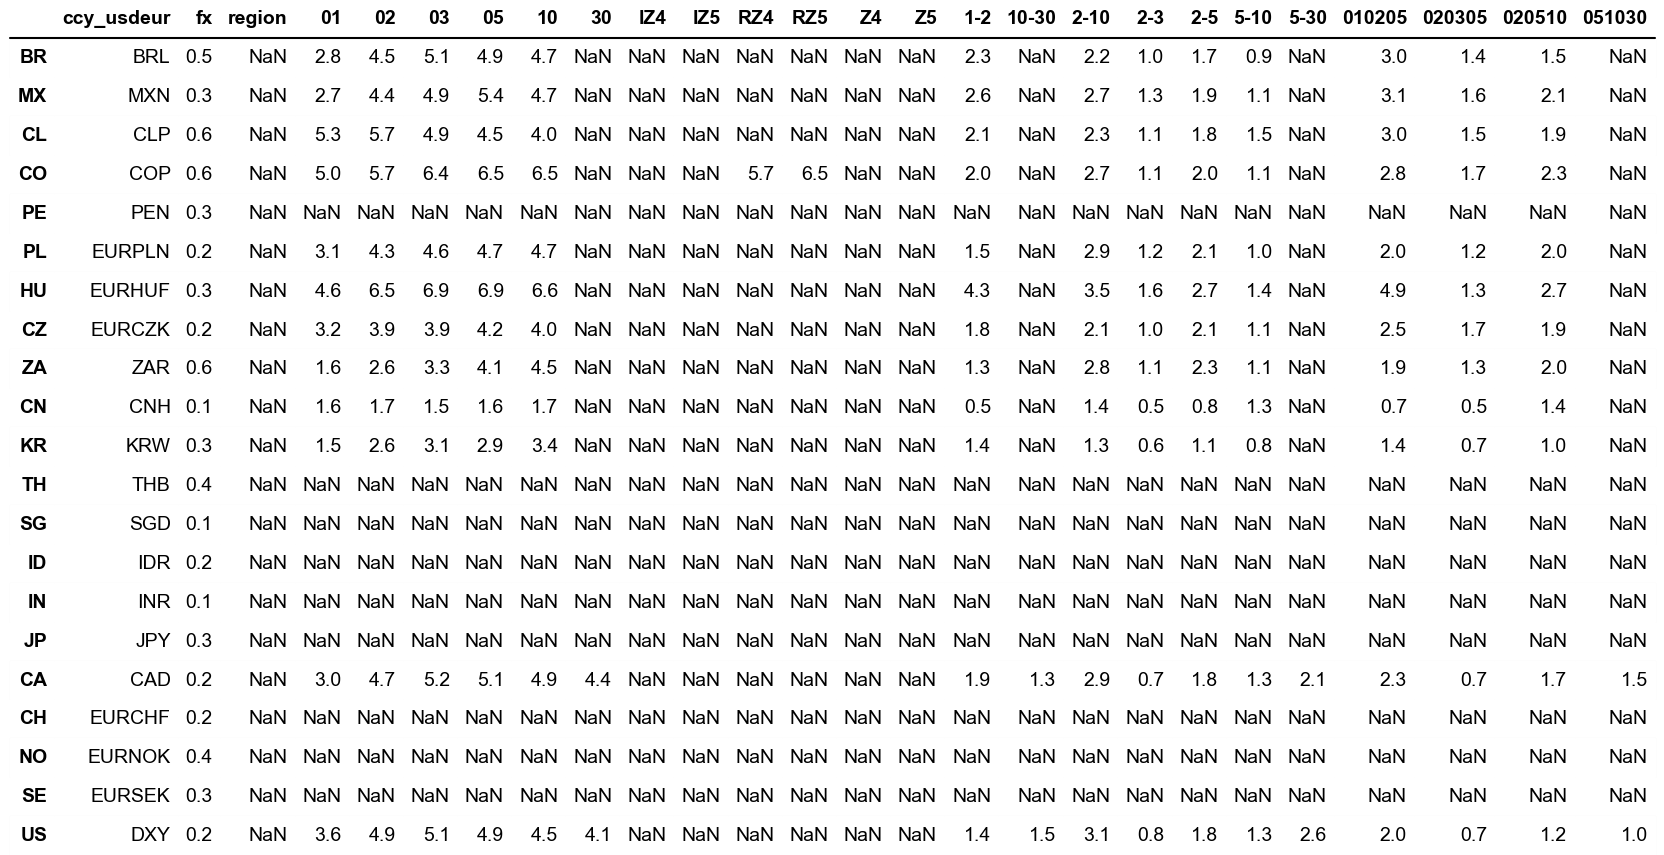 ccy_usdeur fx region 01 02 03 05 10 30 IZ4 IZ5 RZ4 RZ5 Z4 Z5 1-2 10-30 2-10 2-3 2-5 5-10 5-30 010205 020305 020510 051030
BR BRL 0.5 NaN 2.8 4.5 5.1 4.9 4.7 NaN NaN NaN NaN NaN NaN NaN 2.3 NaN 2.2 1.0 1.7 0.9 NaN 3.0 1.4 1.5 NaN
MX MXN 0.3 NaN 2.7 4.4 4.9 5.4 4.7 NaN NaN NaN NaN NaN NaN NaN 2.6 NaN 2.7 1.3 1.9 1.1 NaN 3.1 1.6 2.1 NaN
CL CLP 0.6 NaN 5.3 5.7 4.9 4.5 4.0 NaN NaN NaN NaN NaN NaN NaN 2.1 NaN 2.3 1.1 1.8 1.5 NaN 3.0 1.5 1.9 NaN
CO COP 0.6 NaN 5.0 5.7 6.4 6.5 6.5 NaN NaN NaN 5.7 6.5 NaN NaN 2.0 NaN 2.7 1.1 2.0 1.1 NaN 2.8 1.7 2.3 NaN
PE PEN 0.3 NaN NaN NaN NaN NaN NaN NaN NaN NaN NaN NaN NaN NaN NaN NaN NaN NaN NaN NaN NaN NaN NaN NaN NaN
PL EURPLN 0.2 NaN 3.1 4.3 4.6 4.7 4.7 NaN NaN NaN NaN NaN NaN NaN 1.5 NaN 2.9 1.2 2.1 1.0 NaN 2.0 1.2 2.0 NaN
HU EURHUF 0.3 NaN 4.6 6.5 6.9 6.9 6.6 NaN NaN NaN NaN NaN NaN NaN 4.3 NaN 3.5 1.6 2.7 1.4 NaN 4.9 1.3 2.7 NaN
CZ EURCZK 0.2 NaN 3.2 3.9 3.9 4.2 4.0 NaN NaN NaN NaN NaN NaN NaN 1.8 NaN 2.1 1.0 2.1 1.1 NaN 2.5 1.7 1.9 NaN
ZA ZAR 0.6 NaN 1.6 2.6 3.3 4.1 4.5 NaN NaN NaN NaN NaN NaN NaN 1.3 NaN 2.8 1.1 2.3 1.1 NaN 1.9 1.3 2.0 NaN
CN CNH 0.1 NaN 1.6 1.7 1.5 1.6 1.7 NaN NaN NaN NaN NaN NaN NaN 0.5 NaN 1.4 0.5 0.8 1.3 NaN 0.7 0.5 1.4 NaN
KR KRW 0.3 NaN 1.5 2.6 3.1 2.9 3.4 NaN NaN NaN NaN NaN NaN NaN 1.4 NaN 1.3 0.6 1.1 0.8 NaN 1.4 0.7 1.0 NaN
TH THB 0.4 NaN NaN NaN NaN NaN NaN NaN NaN NaN NaN NaN NaN NaN NaN NaN NaN NaN NaN NaN NaN NaN NaN NaN NaN
SG SGD 0.1 NaN NaN NaN NaN NaN NaN NaN NaN NaN NaN NaN NaN NaN NaN NaN NaN NaN NaN NaN NaN NaN NaN NaN NaN
ID IDR 0.2 NaN NaN NaN NaN NaN NaN NaN NaN NaN NaN NaN NaN NaN NaN NaN NaN NaN NaN NaN NaN NaN NaN NaN NaN
IN INR 0.1 NaN NaN NaN NaN NaN NaN NaN NaN NaN NaN NaN NaN NaN NaN NaN NaN NaN NaN NaN NaN NaN NaN NaN NaN
JP JPY 0.3 NaN NaN NaN NaN NaN NaN NaN NaN NaN NaN NaN NaN NaN NaN NaN NaN NaN NaN NaN NaN NaN NaN NaN NaN
CA CAD 0.2 NaN 3.0 4.7 5.2 5.1 4.9 4.4 NaN NaN NaN NaN NaN NaN 1.9 1.3 2.9 0.7 1.8 1.3 2.1 2.3 0.7 1.7 1.5
CH EURCHF 0.2 NaN NaN NaN NaN NaN NaN NaN NaN NaN NaN NaN NaN NaN NaN NaN NaN NaN NaN NaN NaN NaN NaN NaN NaN
NO EURNOK 0.4 NaN NaN NaN NaN NaN NaN NaN NaN NaN NaN NaN NaN NaN NaN NaN NaN NaN NaN NaN NaN NaN NaN NaN NaN
SE EURSEK 0.3 NaN NaN NaN NaN NaN NaN NaN NaN NaN NaN NaN NaN NaN NaN NaN NaN NaN NaN NaN NaN NaN NaN NaN NaN
US DXY 0.2 NaN 3.6 4.9 5.1 4.9 4.5 4.1 NaN NaN NaN NaN NaN NaN 1.4 1.5 3.1 0.8 1.8 1.3 2.6 2.0 0.7 1.2 1.0